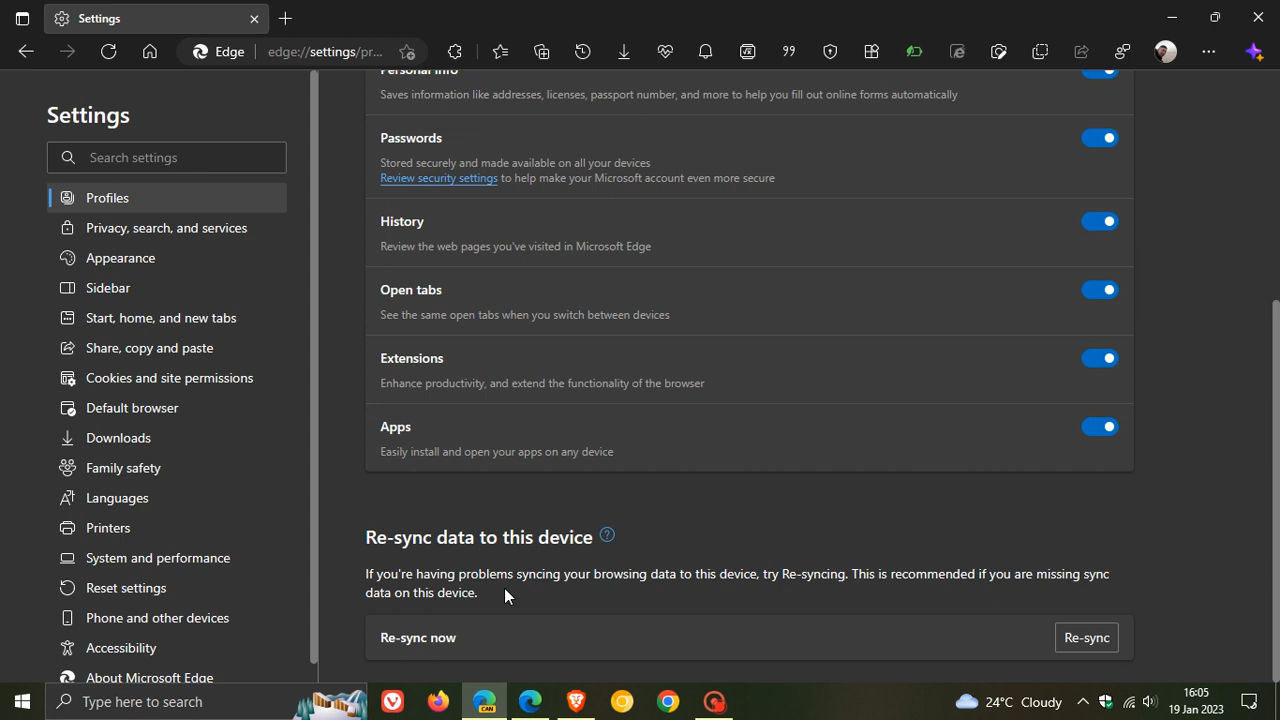 Settings
Edge
edge://settings/pr...
Settings
Search settings
Profiles
Privacy, search, and services
Appearance
Sidebar
Start, home, and new tabs
Share, copy and paste
Cookies and site permissions
Default browser
Downloads
Family safety
Languages
Printers
System and performance
Reset settings
Phone and other devices
Accessibility
About Microsoft Edge
Personal info
Saves information like addresses, licenses, passport number, and more to help you fill out online forms automatically
Passwords
Stored securely and made available on all your devices
Review security settings to help make your Microsoft account even more secure
History
Review the web pages you've visited in Microsoft Edge
Open tabs
See the same open tabs when you switch between devices
Extensions
Enhance productivity, and extend the functionality of the browser
Apps
Easily install and open your apps on any device
Re-sync data to this device
If you're having problems syncing your browsing data to this device, try Re-syncing. This is recommended if you are missing sync
data on this device.
Re-sync now
Re-sync
Type here to search
CAN
24°C Cloudy
16:05
19 Jan 2023